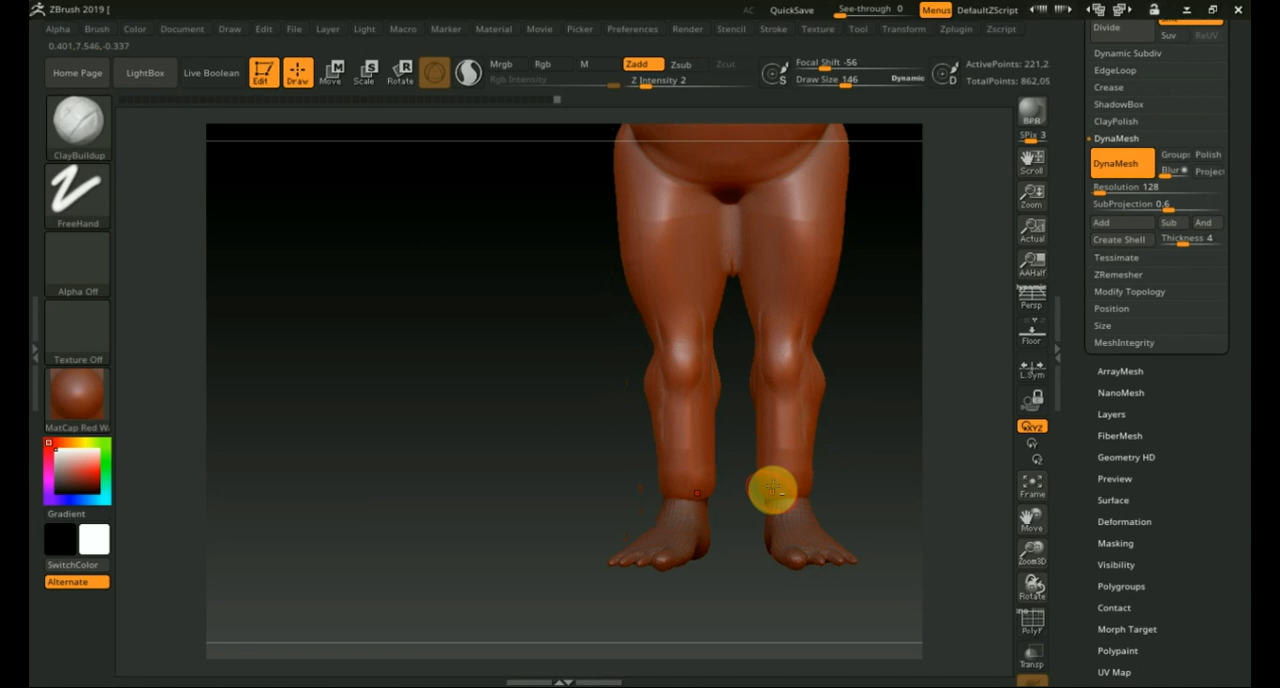 ZBrush 2019 [
AC QuickSave See-through 0 Menus DefaultZScript
Alpha Brush Color Document Draw Edit File Layer Light Macro Marker Material Movie Picker Preferences Render Stencil Stroke Texture Tool Transform Zplugin Zscript
0.401,7.546,-0.337
Home Page LightBox Live Boolean Edit Draw Move Scale Rotate
Mrgb Rgb M Zadd Zsub Zcut
Rgb Intensity Z Intensity 2
S Focal Shift -56
Draw Size 146 Dynamic
D ActivePoints: 221,2
TotalPoints: 862,05
ClayBuildup
FreeHand
Alpha Off
Texture Off
MatCap Red W
Gradient
SwitchColor
Alternate
BPR
SPix 3
Scroll
Zoom
Actual
AAHalf
Dynamic
Persp
Floor
L.Sym
XYZ
Frame
Move
Zoom3D
Rotate
PolyF
Transp
Divide
Suv ReUV
Dynamic Subdiv
EdgeLoop
Crease
ShadowBox
ClayPolish
DynaMesh
DynaMesh Groups Polish
Blur Project
Resolution 128
SubProjection 0.6
Add Sub And
Create Shell Thickness 4
Tessimate
ZRemesher
Modify Topology
Position
Size
MeshIntegrity
ArrayMesh
NanoMesh
Layers
FiberMesh
Geometry HD
Preview
Surface
Deformation
Masking
Visibility
Polygroups
Contact
Morph Target
Polypaint
UV Map